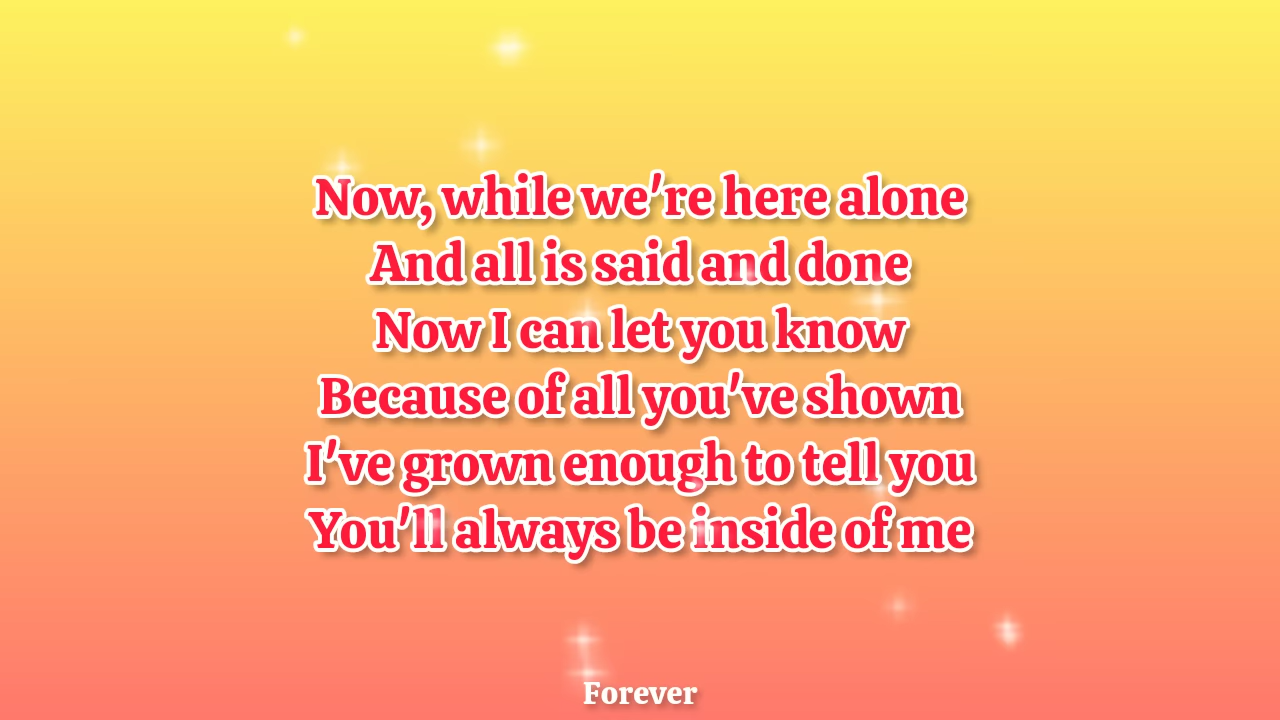 Now, while we're here alone
And all is said and done
Now I can let you know
Because of all you've shown
I've grown enough to tell you
You'll always be inside of me
Forever